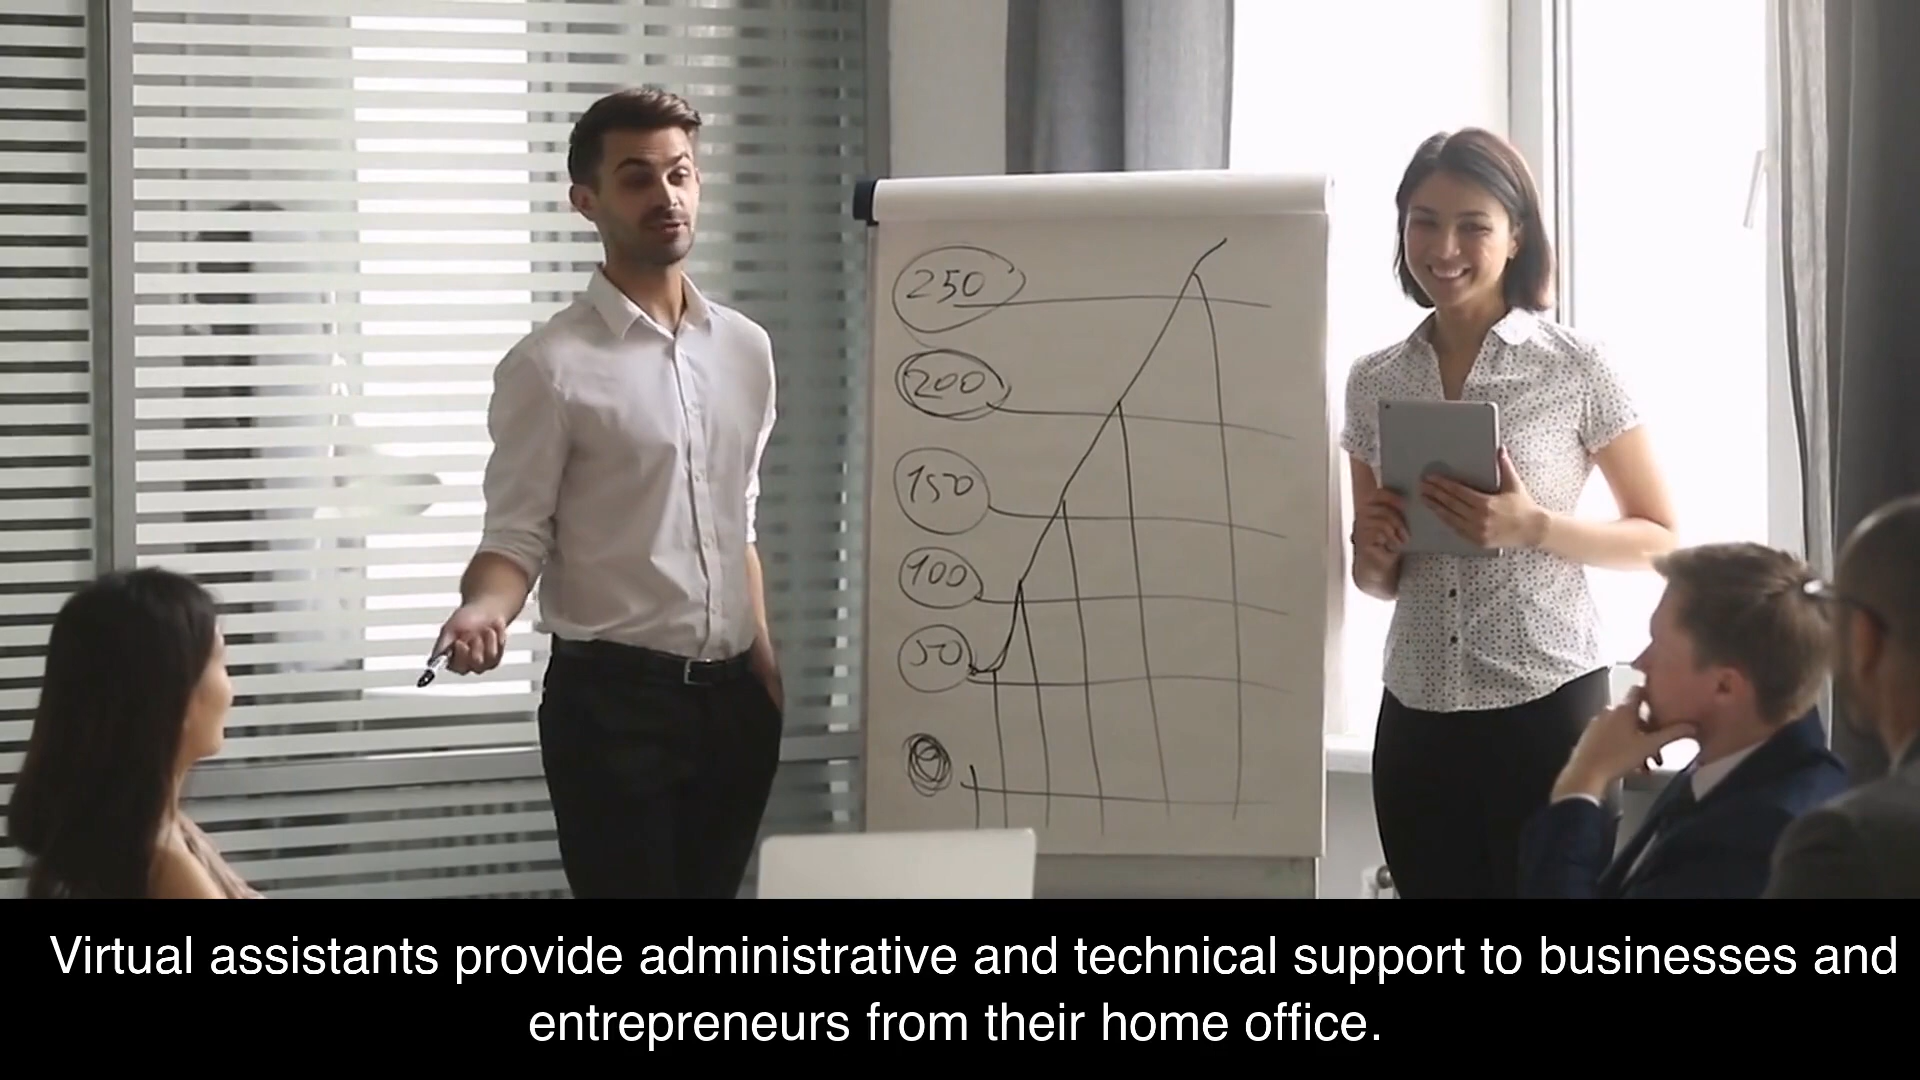 250
200
150
100
50
Virtual assistants provide administrative and technical support to businesses and
entrepreneurs from their home office.